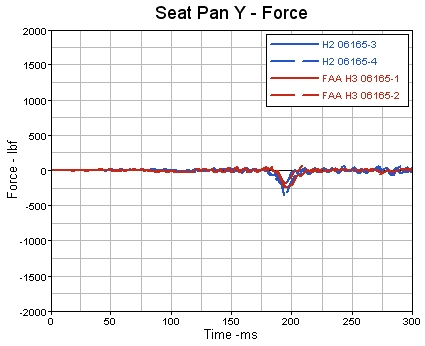 Seat Pan Y - Force
2000
1500
1000
500
0
-500
-1000
-1500
-2000
Force - lbf
H2 06165-3
H2 06165-4
FAA H3 06165-1
FAA H3 06165-2
0 50 100 150 200 250 300
Time -ms